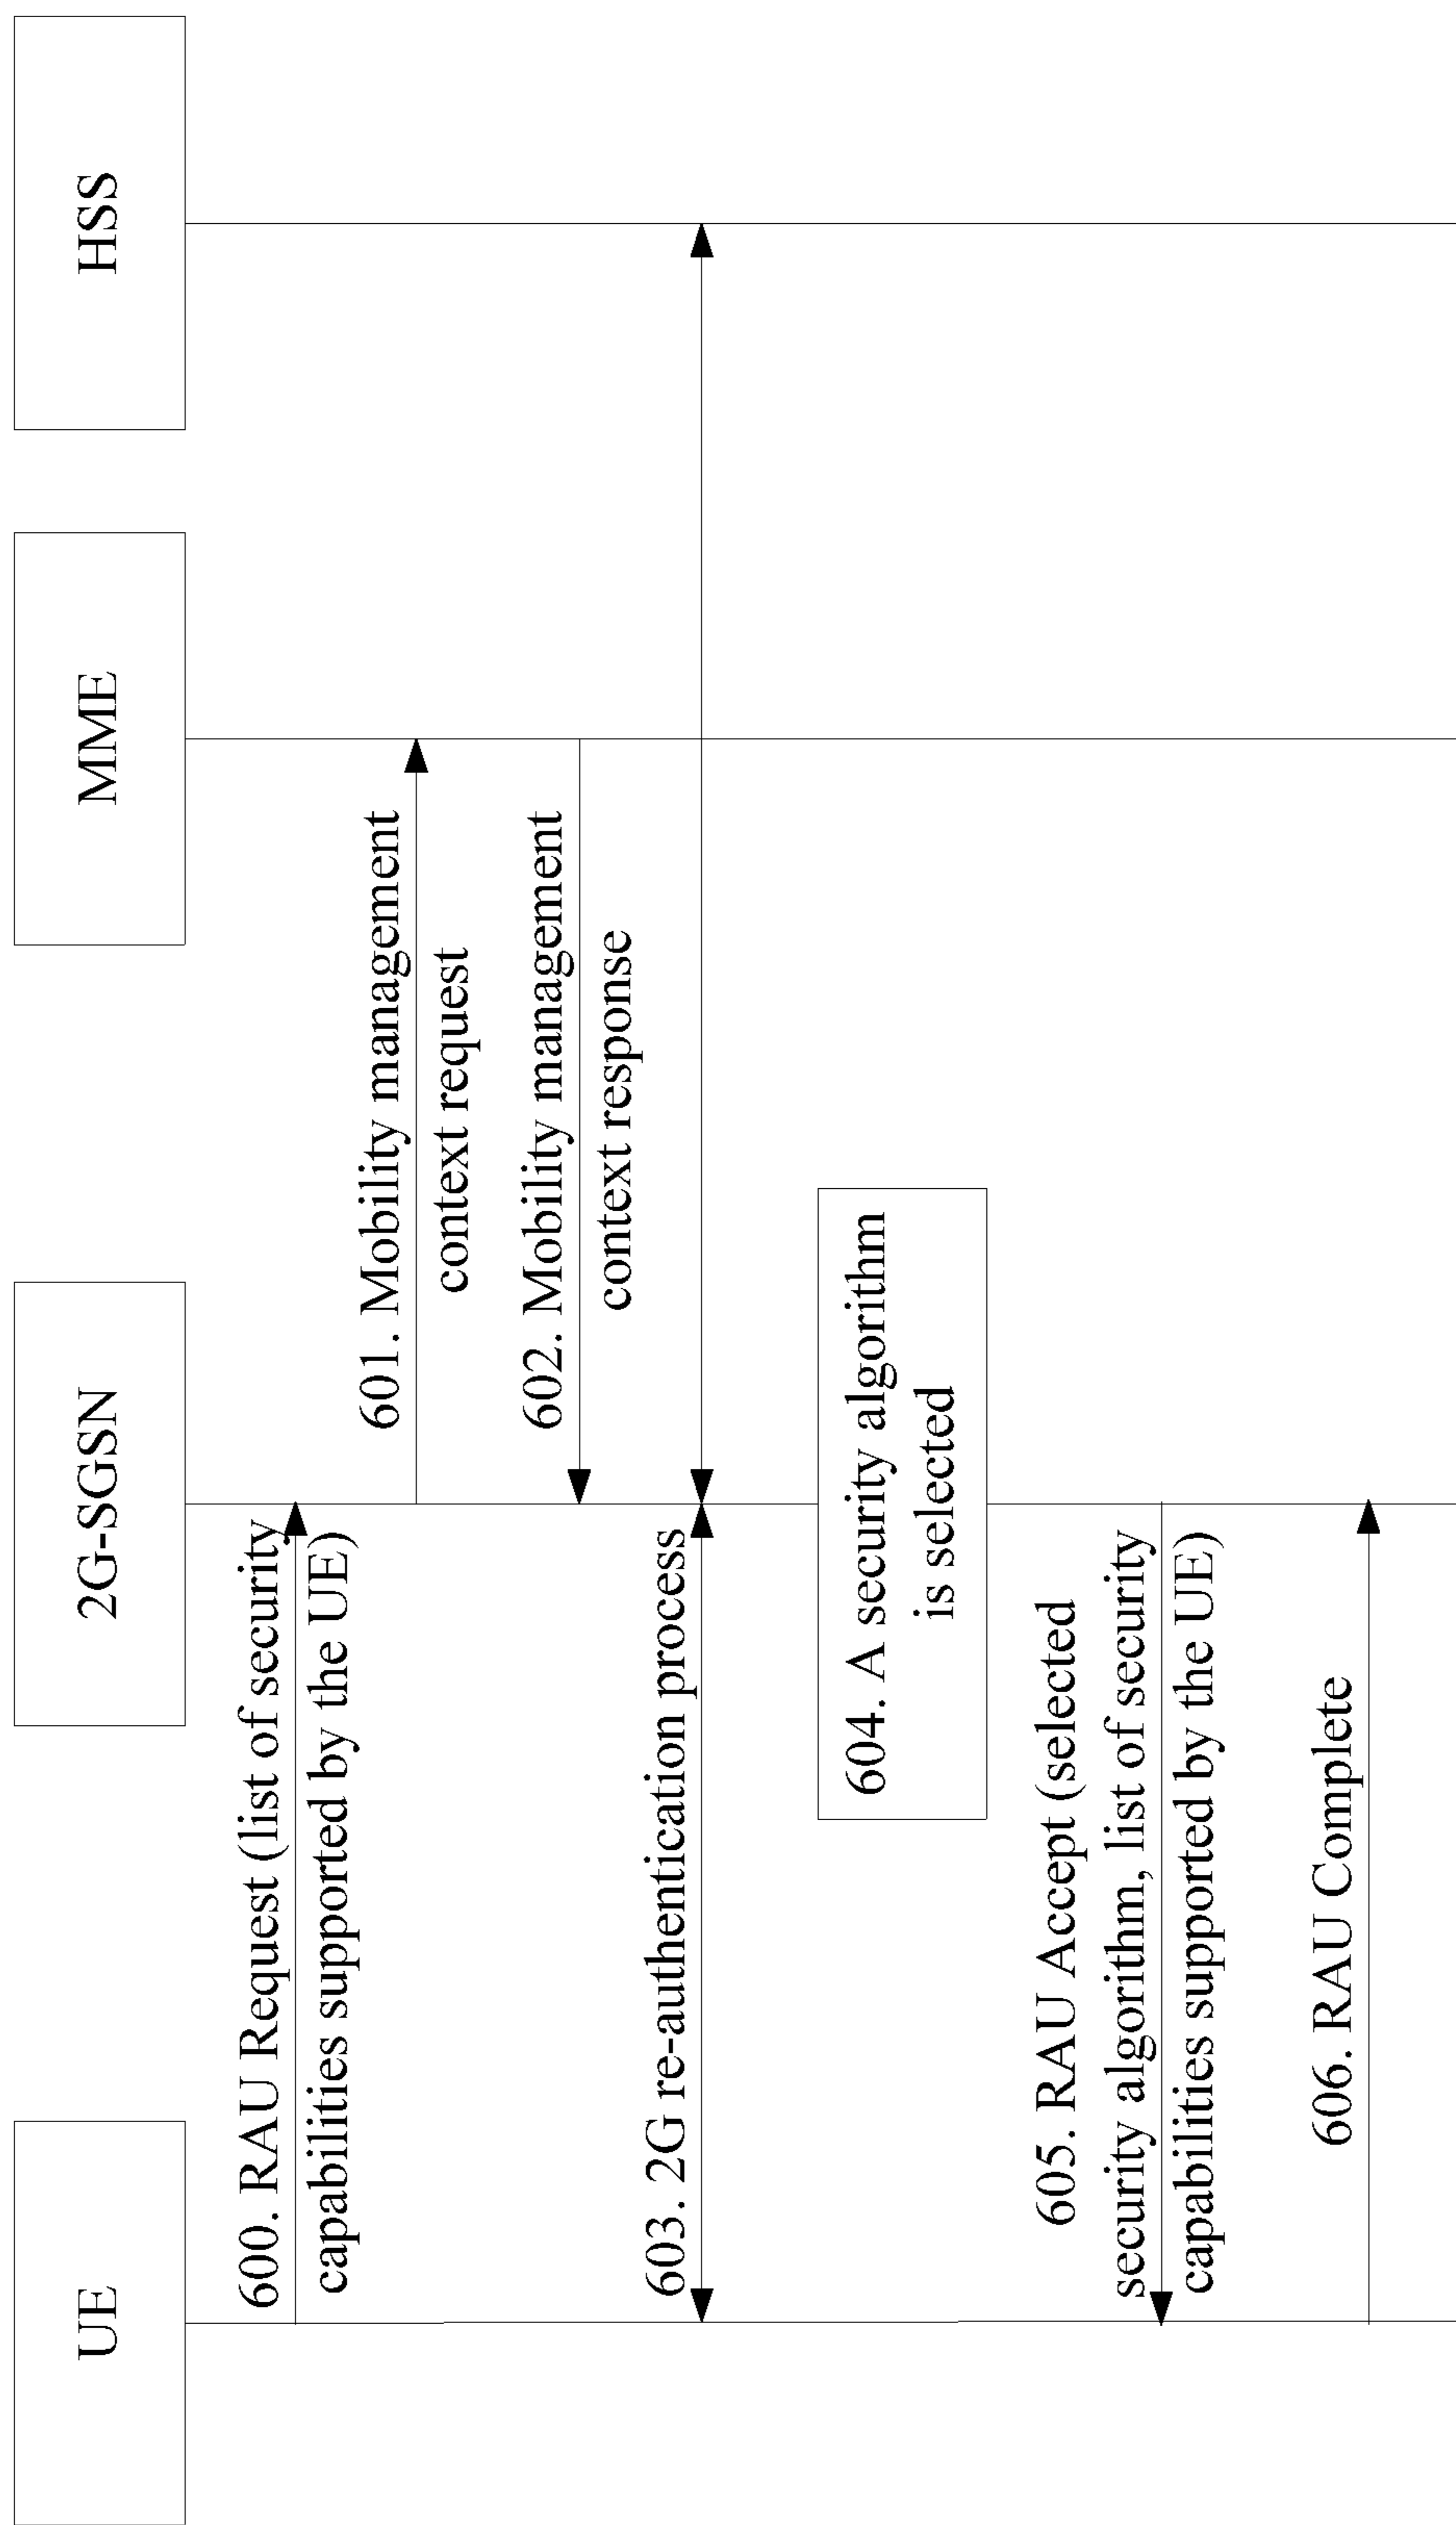 UE
2G-SGSN
MME
HSS
600. RAU Request (list of security
capabilities supported by the UE)
601. Mobility management
context request
602. Mobility management
context response
603. 2G re-authentication process
604. A security algorithm
is selected
605. RAU Accept (selected
security algorithm, list of security
capabilities supported by the UE)
606. RAU Complete